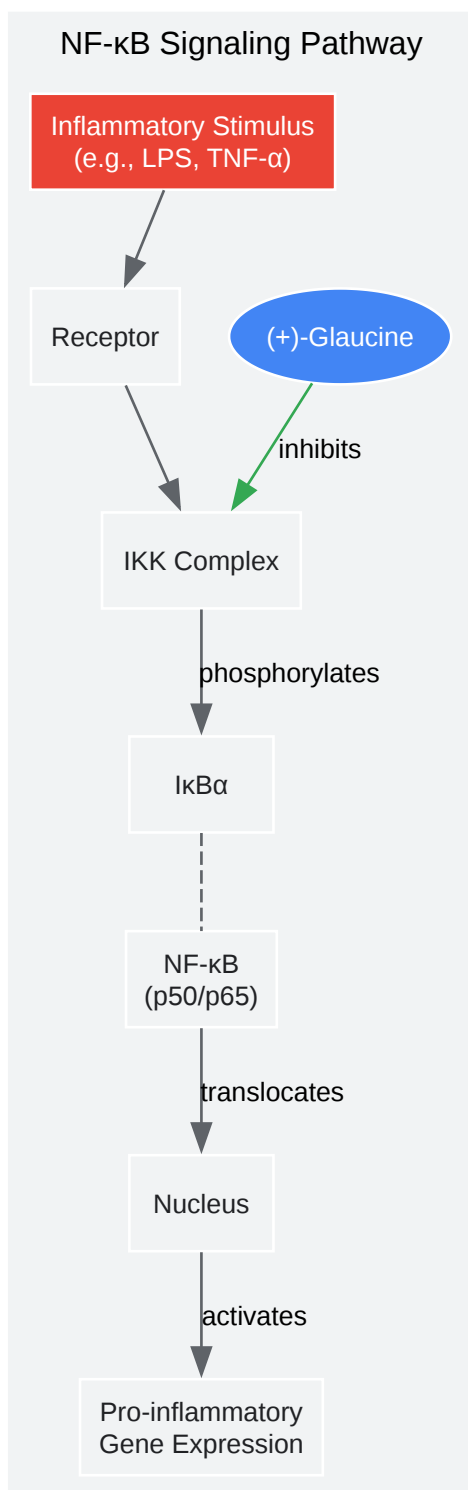 NF-κB Signaling Pathway
Inflammatory Stimulus
(e.g., LPS, TNF-α)
Receptor
(+)-Glaucine
inhibits
IKK Complex
phosphorylates
IκBα
NF-κB
(p50/p65)
translocates
Nucleus
activates
Pro-inflammatory
Gene Expression